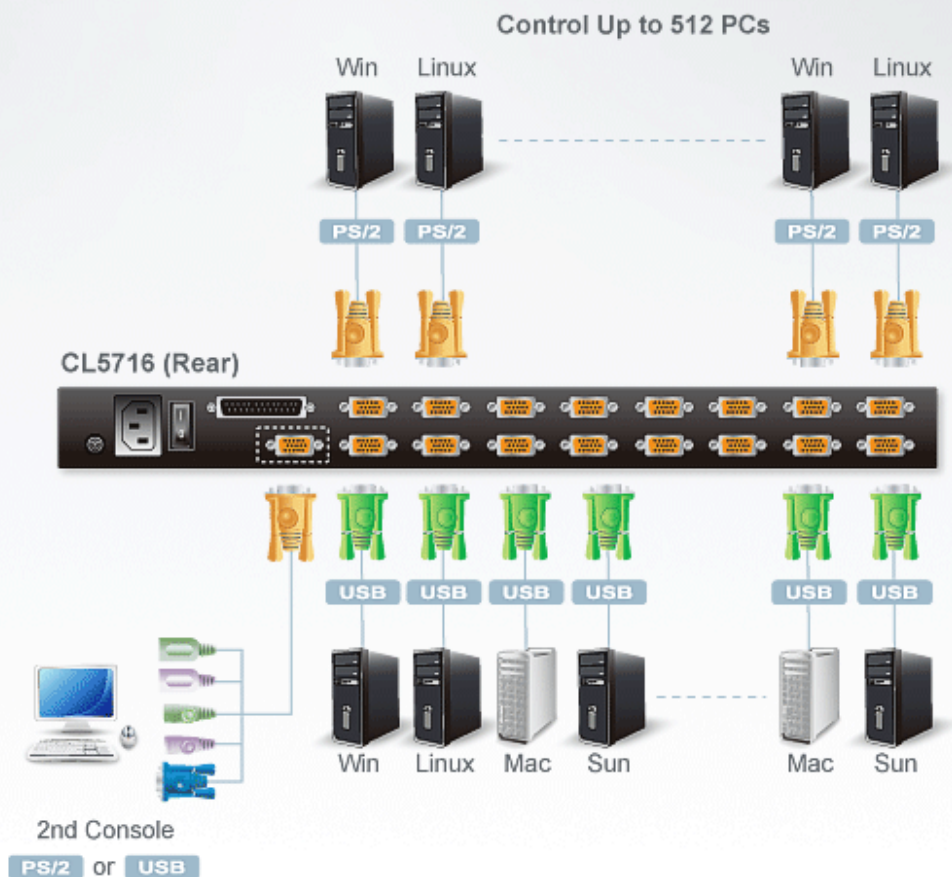 Control Up to 512 PCs
Win Linux Win Linux
PS/2 PS/2 PS/2 PS/2
CL5716 (Rear)
USB USB USB USB USB USB
Win Linux Mac Sun Mac Sun
2nd Console
PS/2 or USB